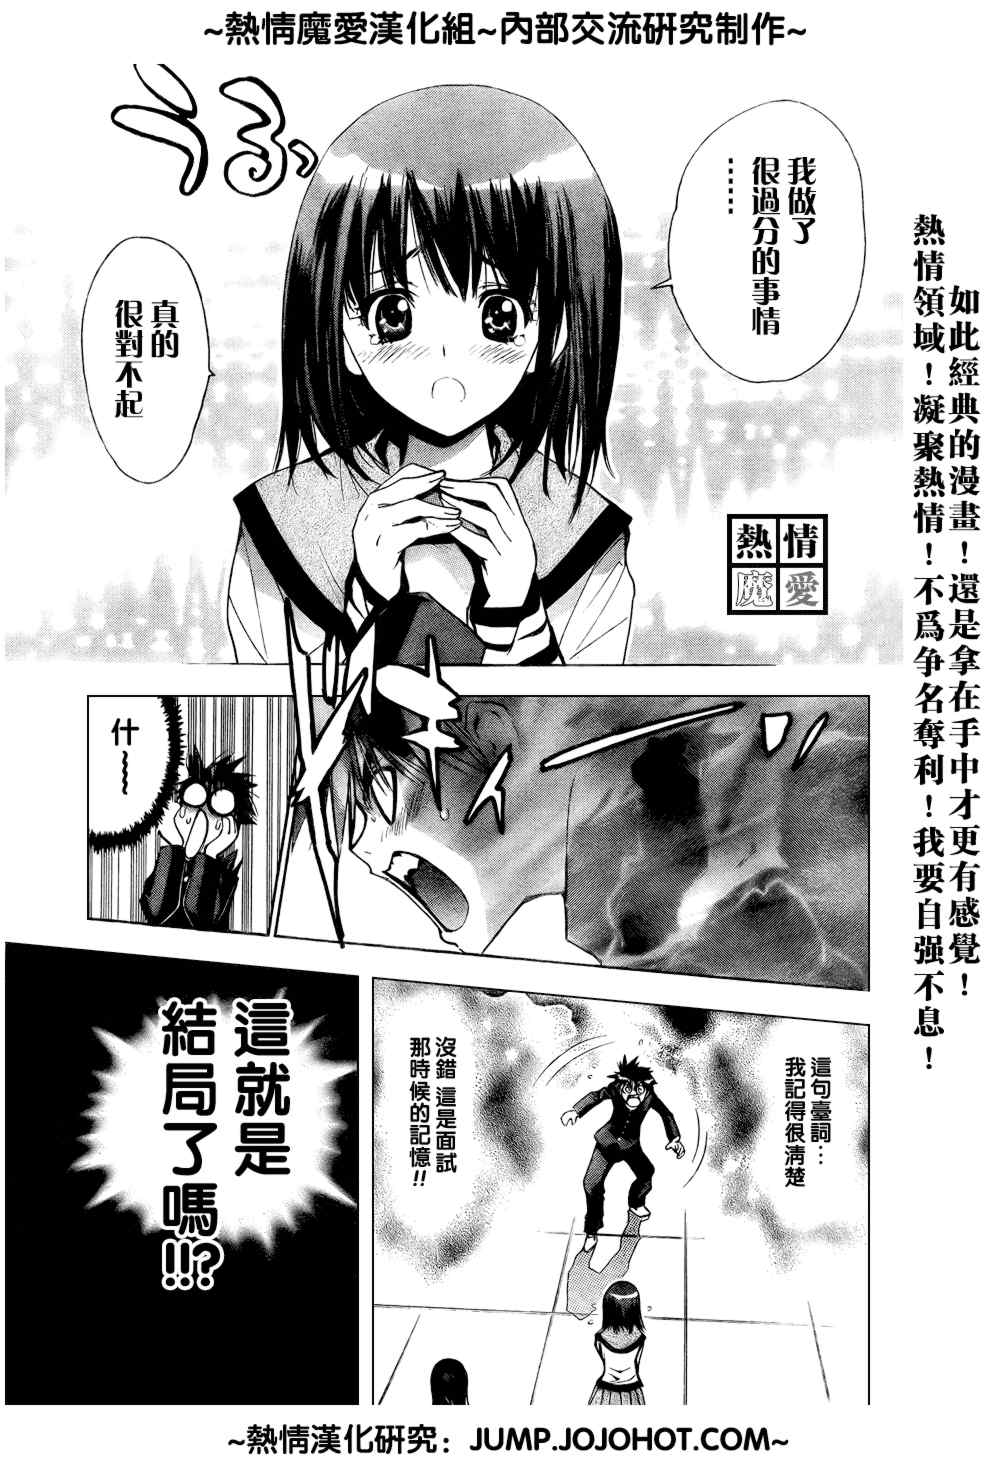 ~熱情魔愛漢化組~內部交流研究制作~
うるふ
我做了
很過分的事情
……
真的
很對不起
熱情
魔愛
如此經典的漫畫！還是拿在手中才更有感覺！
熱情領域！凝聚熱情！不爲争名奪利！我要自强不息！
什~~
這句臺詞…
我記得很淸楚
沒錯 這是面試
那時候的記憶!!
這就是
結局了嗎!!?
~熱情漢化研究：JUMP.JOJOHOT.COM~